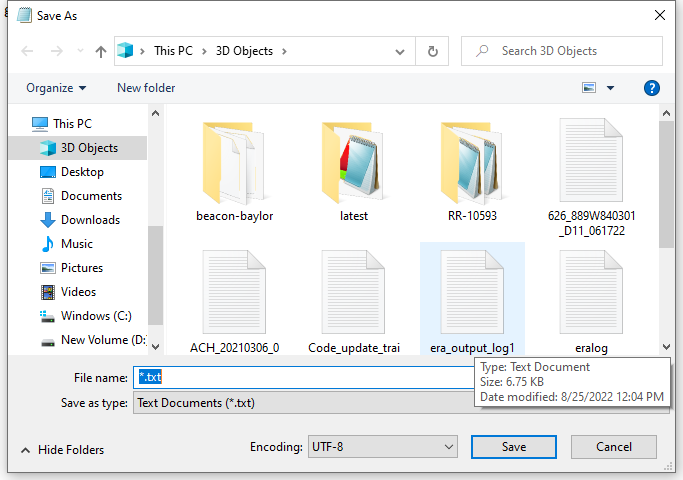 Save As
This PC
3D Objects
Search 3D Objects
Organize
New folder
?
This PC
3D Objects
Desktop
Documents
Downloads
Music
Pictures
Videos
Windows (C:)
New Volume (D:
beacon-baylor
latest
RR-10593
626_889W840301
_D11_061722
ACH_20210306_0
Code_update_trai
era_output_log1
eralog
Type: Text Document
Size: 6.75 KB
Date modified: 8/25/2022 12:04 PM
File name:
*.txt
Save as type:
Text Documents (*.txt)
Hide Folders
Encoding:
UTF-8
Save
Cancel